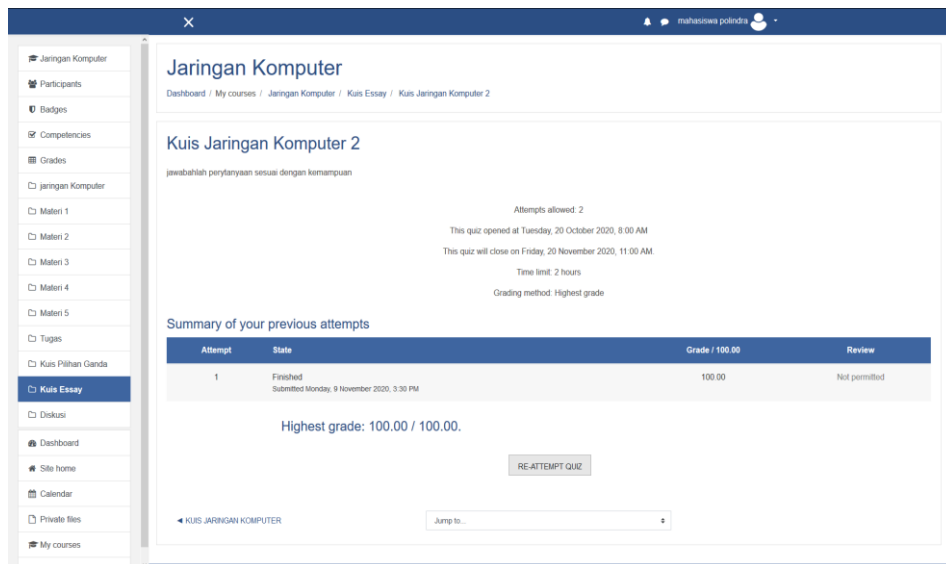 mahasiswa polindra
Jaringan Komputer
Participants
Badges
Competencies
Grades
jaringan Komputer
Materi 1
Materi 2
Materi 3
Materi 4
Materi 5
Tugas
Kuis Pilihan Ganda
Kuis Essay
Diskusi
Dashboard
Site home
Calendar
Private files
My courses
Jaringan Komputer
Dashboard / My courses / Jaringan Komputer / Kuis Essay / Kuis Jaringan Komputer 2
Kuis Jaringan Komputer 2
jawabahlah perytanyaan sesuai dengan kemampuan
Attempts allowed: 2
This quiz opened at Tuesday, 20 October 2020, 8:00 AM
This quiz will close on Friday, 20 November 2020, 11:00 AM.
Time limit: 2 hours
Grading method: Highest grade
Summary of your previous attempts
Attempt State Grade / 100.00 Review
1 Finished 100.00 Not permitted
Submitted Monday, 9 November 2020, 3:30 PM
Highest grade: 100.00 / 100.00.
RE-ATTEMPT QUIZ
◄ KUIS JARINGAN KOMPUTER Jump to...